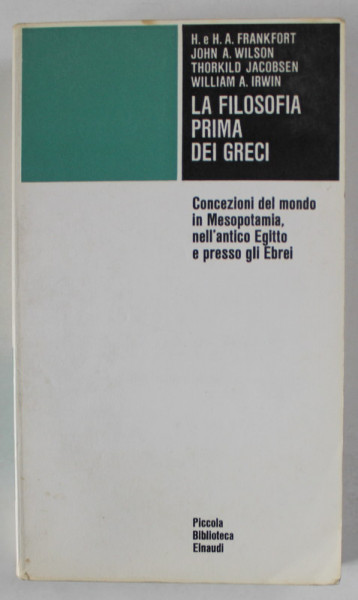 H. e H. A. FRANKFORT
JOHN A. WILSON
THORKILD JACOBSEN
WILLIAM A. IRWIN
LA FILOSOFIA
PRIMA
DEI GRECI
Concezioni del mondo
in Mesopotamia,
nell'antico Egitto
e presso gli Ebrei
Piccola
Biblioteca
Einaudi